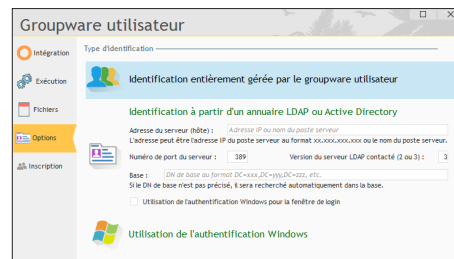 Groupware utilisateur
Intégration
Exécution
Fichiers
Options
Inscription
Type d'identification
Identification entièrement gérée par le groupware utilisateur
Identification à partir d'un annuaire LDAP ou Active Directory
Adresse du serveur (hôte) : Adresse IP ou nom du poste serveur
L'adresse peut être l'adresse IP du poste serveur au format xx.xxx.xxx.xxx ou le nom du poste serveur.
Numéro de port du serveur : 389 Version du serveur LDAP contacté (2 ou 3) : 3
Base : DN de base au format DC=xxx,DC=yyy,DC=zzz, etc.
Si le DN de base n'est pas précisé, il sera recherché automatiquement dans la base.
Utilisation de l'authentification Windows pour la fenêtre de login
Utilisation de l'authentification Windows